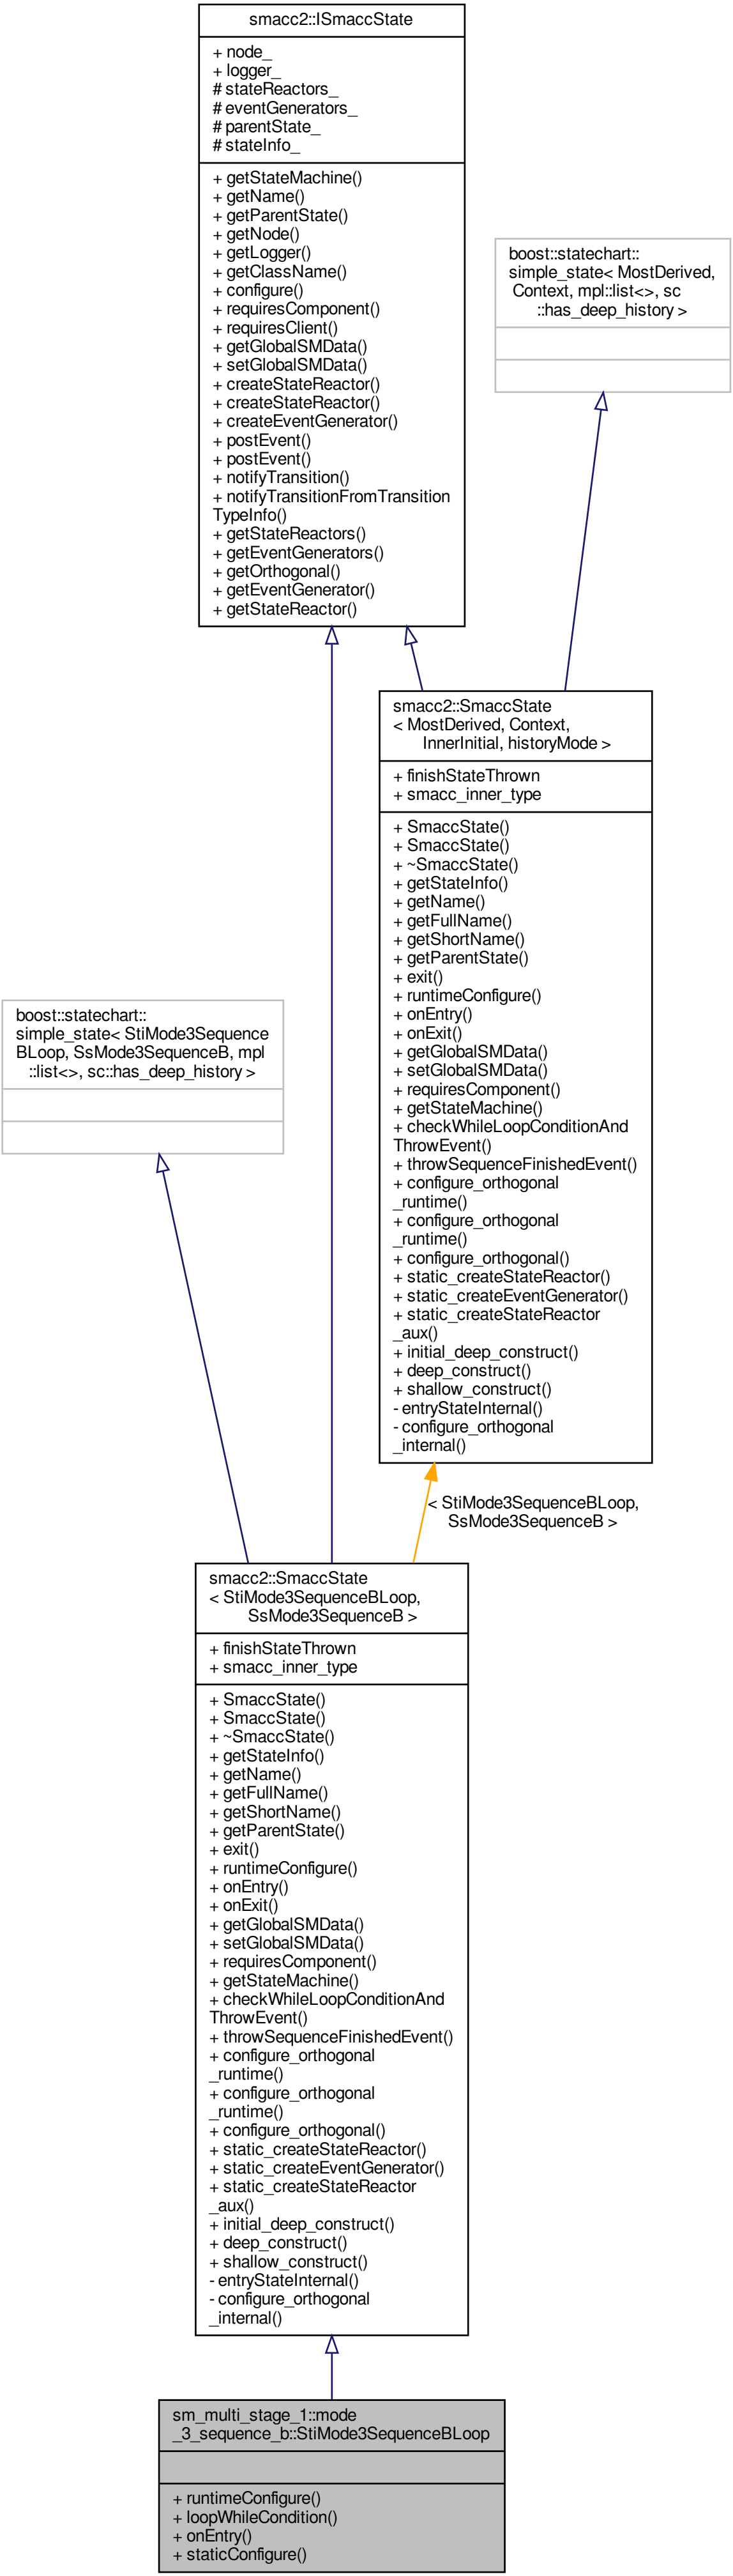 smacc2::ISmaccState
+ node_
+ logger_
# stateReactors_
# eventGenerators_
# parentState_
# stateInfo_
+ getStateMachine()
+ getName()
+ getParentState()
+ getNode()
+ getLogger()
+ getClassName()
+ configure()
+ requiresComponent()
+ requiresClient()
+ getGlobalSMData()
+ setGlobalSMData()
+ createStateReactor()
+ createStateReactor()
+ createEventGenerator()
+ postEvent()
+ postEvent()
+ notifyTransition()
+ notifyTransitionFromTransition
TypeInfo()
+ getStateReactors()
+ getEventGenerators()
+ getOrthogonal()
+ getEventGenerator()
+ getStateReactor()
boost::statechart::
simple_state< MostDerived,
Context, mpl::list<>, sc
::has_deep_history >
smacc2::SmaccState
< MostDerived, Context,
InnerInitial, historyMode >
+ finishStateThrown
+ smacc_inner_type
+ SmaccState()
+ SmaccState()
+ ~SmaccState()
+ getStateInfo()
+ getName()
+ getFullName()
+ getShortName()
+ getParentState()
+ exit()
+ runtimeConfigure()
+ onEntry()
+ onExit()
+ getGlobalSMData()
+ setGlobalSMData()
+ requiresComponent()
+ getStateMachine()
+ checkWhileLoopConditionAnd
ThrowEvent()
+ throwSequenceFinishedEvent()
+ configure_orthogonal
_runtime()
+ configure_orthogonal
_runtime()
+ configure_orthogonal()
+ static_createStateReactor()
+ static_createEventGenerator()
+ static_createStateReactor
_aux()
+ initial_deep_construct()
+ deep_construct()
+ shallow_construct()
- entryStateInternal()
- configure_orthogonal
_internal()
boost::statechart::
simple_state< StiMode3Sequence
BLoop, SsMode3SequenceB, mpl
::list<>, sc::has_deep_history >
< StiMode3SequenceBLoop,
SsMode3SequenceB >
smacc2::SmaccState
< StiMode3SequenceBLoop,
SsMode3SequenceB >
+ finishStateThrown
+ smacc_inner_type
+ SmaccState()
+ SmaccState()
+ ~SmaccState()
+ getStateInfo()
+ getName()
+ getFullName()
+ getShortName()
+ getParentState()
+ exit()
+ runtimeConfigure()
+ onEntry()
+ onExit()
+ getGlobalSMData()
+ setGlobalSMData()
+ requiresComponent()
+ getStateMachine()
+ checkWhileLoopConditionAnd
ThrowEvent()
+ throwSequenceFinishedEvent()
+ configure_orthogonal
_runtime()
+ configure_orthogonal
_runtime()
+ configure_orthogonal()
+ static_createStateReactor()
+ static_createEventGenerator()
+ static_createStateReactor
_aux()
+ initial_deep_construct()
+ deep_construct()
+ shallow_construct()
- entryStateInternal()
- configure_orthogonal
_internal()
sm_multi_stage_1::mode
_3_sequence_b::StiMode3SequenceBLoop
+ runtimeConfigure()
+ loopWhileCondition()
+ onEntry()
+ staticConfigure()